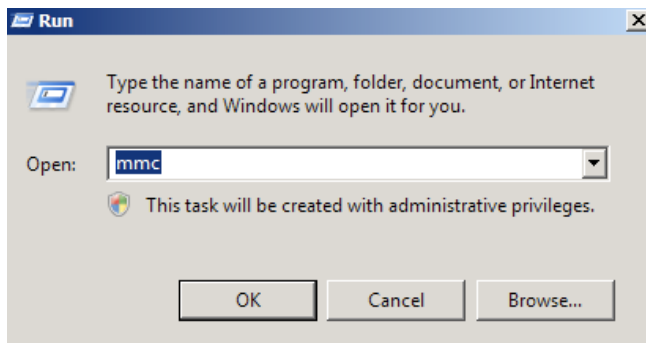 Run
Type the name of a program, folder, document, or Internet
resource, and Windows will open it for you.
Open: mmc
This task will be created with administrative privileges.
OK Cancel Browse...